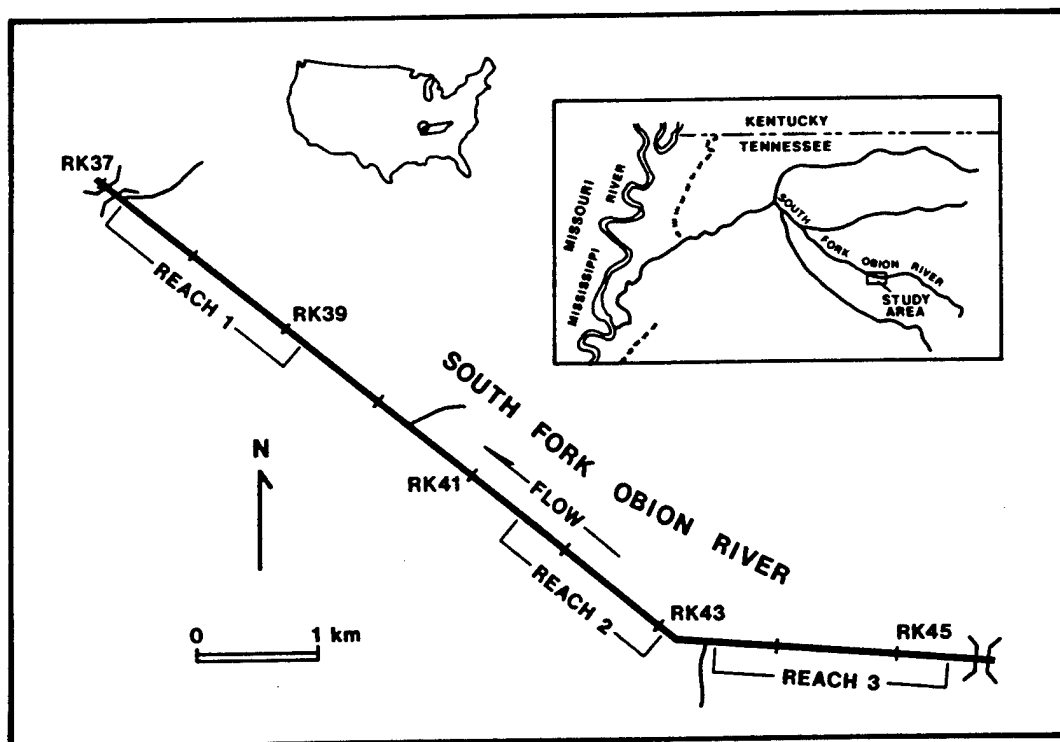 RK37
REACH 1
RK39
SOUTH FORK OBION RIVER
FLOW
RK41
REACH 2
RK43
RK45
REACH 3
N
0 1 km
KENTUCKY
TENNESSEE
MISSOURI
MISSISSIPPI RIVER
SOUTH FORK OBION RIVER
STUDY
AREA